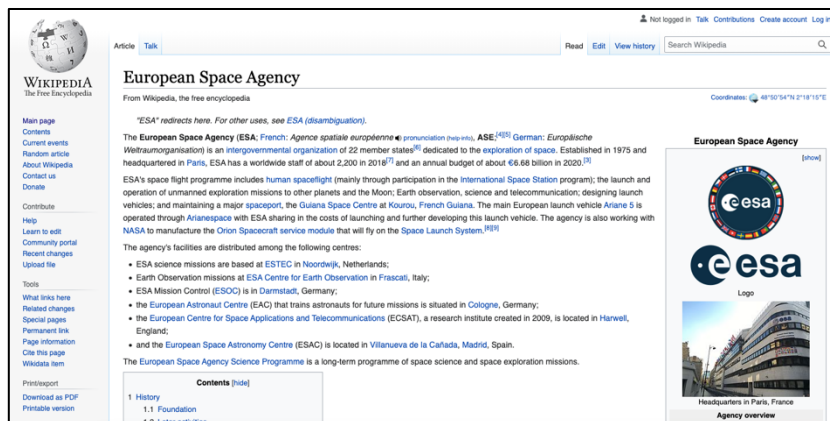 Not logged in Talk Contributions Create account Log in
WIKIPEDIA
The Free Encyclopedia
Main page
Contents
Current events
Random article
About Wikipedia
Contact us
Donate
Contribute
Help
Learn to edit
Community portal
Recent changes
Upload file
Tools
What links here
Related changes
Special pages
Permanent link
Page information
Cite this page
Wikidata item
Print/export
Download as PDF
Printable version
Article Talk
Read Edit View history
Search Wikipedia
European Space Agency
From Wikipedia, the free encyclopedia
Coordinates: 48°50′54″N 2°18′15″E
"ESA" redirects here. For other uses, see ESA (disambiguation).
The European Space Agency (ESA; French: Agence spatiale européenne pronunciation (help·info), ASE;[4][5] German: Europäische
Weltraumorganisation) is an intergovernmental organization of 22 member states[6] dedicated to the exploration of space. Established in 1975 and
headquartered in Paris, ESA has a worldwide staff of about 2,200 in 2018[7] and an annual budget of about €6.68 billion in 2020.[3]
ESA's space flight programme includes human spaceflight (mainly through participation in the International Space Station program); the launch and
operation of unmanned exploration missions to other planets and the Moon; Earth observation, science and telecommunication; designing launch
vehicles; and maintaining a major spaceport, the Guiana Space Centre at Kourou, French Guiana. The main European launch vehicle Ariane 5 is
operated through Arianespace with ESA sharing in the costs of launching and further developing this launch vehicle. The agency is also working with
NASA to manufacture the Orion Spacecraft service module that will fly on the Space Launch System.[8][9]
The agency's facilities are distributed among the following centres:
• ESA science missions are based at ESTEC in Noordwijk, Netherlands;
• Earth Observation missions at ESA Centre for Earth Observation in Frascati, Italy;
• ESA Mission Control (ESOC) is in Darmstadt, Germany;
• the European Astronaut Centre (EAC) that trains astronauts for future missions is situated in Cologne, Germany;
• the European Centre for Space Applications and Telecommunications (ECSAT), a research institute created in 2009, is located in Harwell,
England;
• and the European Space Astronomy Centre (ESAC) is located in Villanueva de la Cañada, Madrid, Spain.
The European Space Agency Science Programme is a long-term programme of space science and space exploration missions.
Contents [hide]
1 History
1.1 Foundation
European Space Agency
[show]
esa
esa
Logo
Headquarters in Paris, France
Agency overview